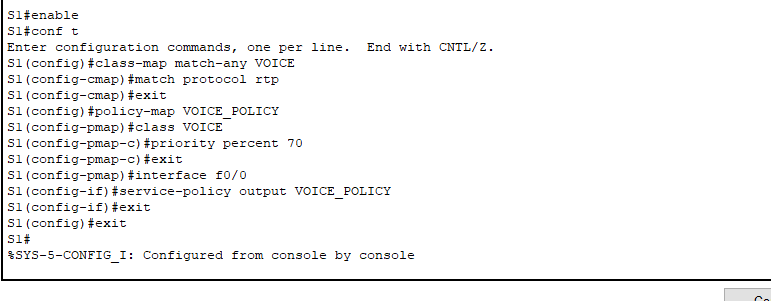 S1#enable
S1#conf t
Enter configuration commands, one per line.  End with CNTL/Z.
S1(config)#class-map match-any VOICE
S1(config-cmap)#match protocol rtp
S1(config-cmap)#exit
S1(config)#policy-map VOICE_POLICY
S1(config-pmap)#class VOICE
S1(config-pmap-c)#priority percent 70
S1(config-pmap-c)#exit
S1(config-pmap)#interface f0/0
S1(config-if)#service-policy output VOICE_POLICY
S1(config-if)#exit
S1(config)#exit
S1#
%SYS-5-CONFIG_I: Configured from console by console